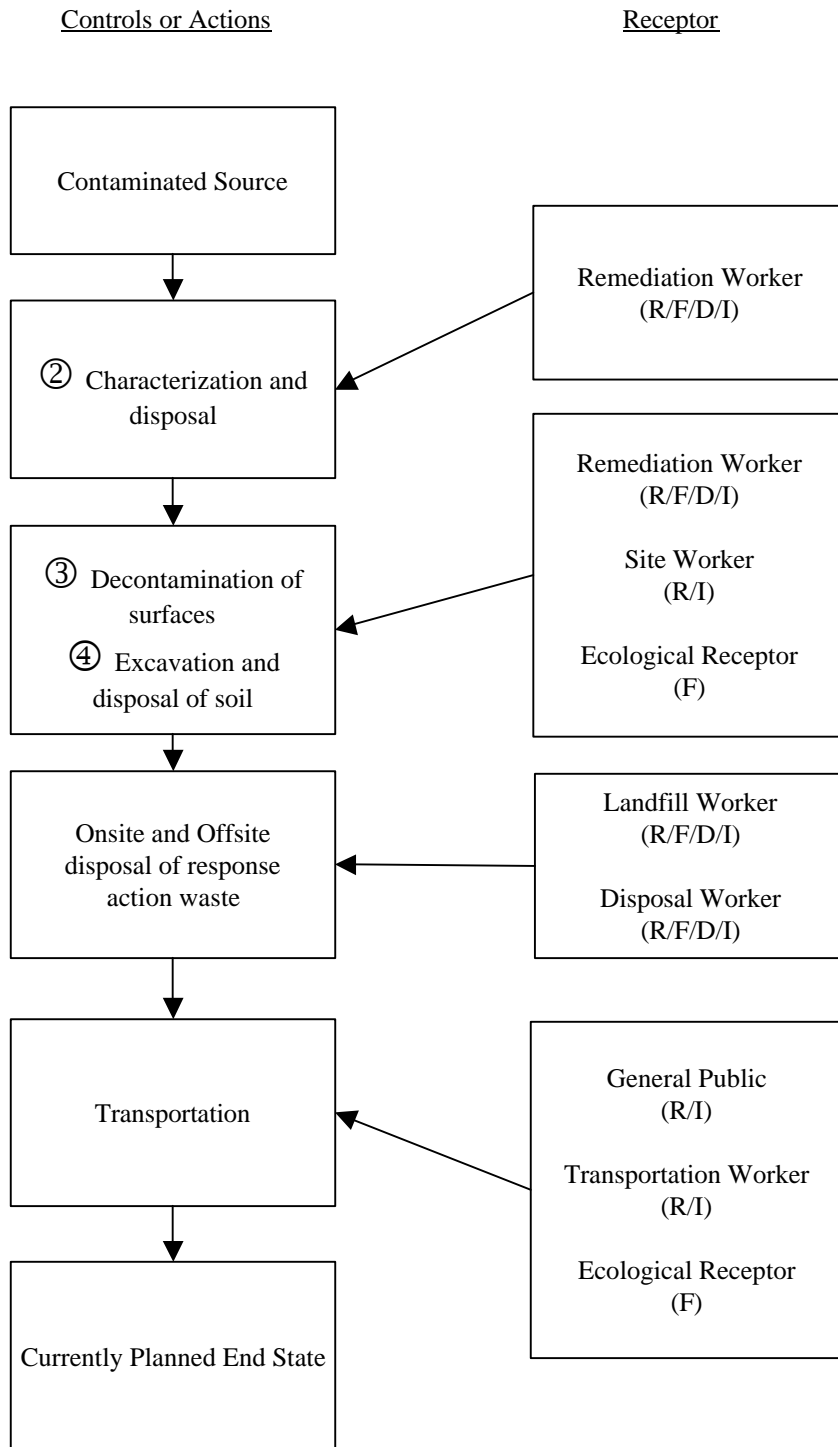 Controls or Actions
Receptor
Contaminated Source
Remediation Worker
(R/F/D/I)
② Characterization and
disposal
Remediation Worker
(R/F/D/I)
Site Worker
(R/I)
Ecological Receptor
(F)
③ Decontamination of
surfaces
④ Excavation and
disposal of soil
Onsite and Offsite
disposal of response
action waste
Landfill Worker
(R/F/D/I)
Disposal Worker
(R/F/D/I)
Transportation
General Public
(R/I)
Transportation Worker
(R/I)
Ecological Receptor
(F)
Currently Planned End State